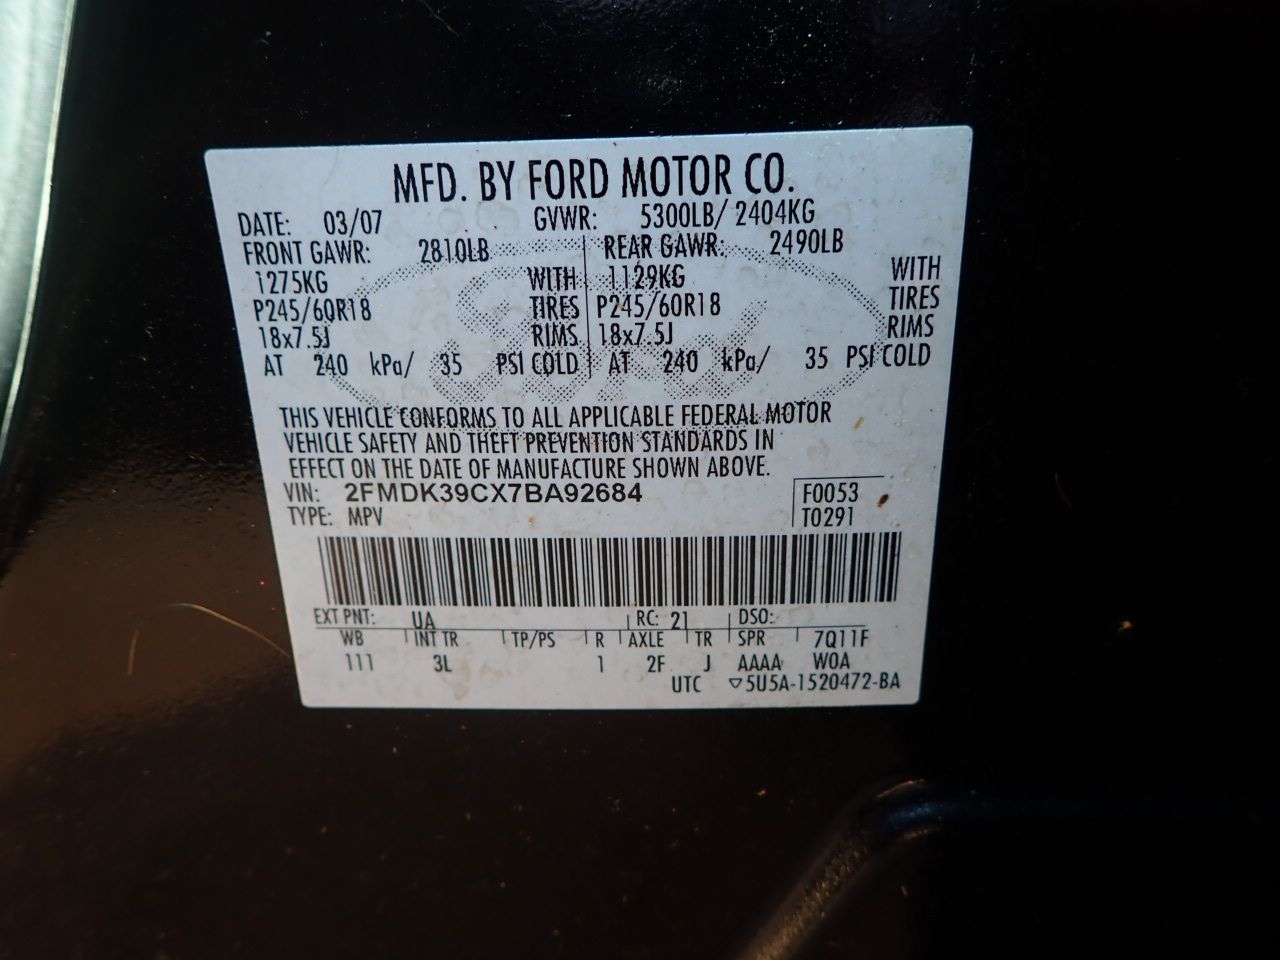 MFD. BY FORD MOTOR CO.
DATE: 03/07 GVWR: 5300LB/ 2404KG
FRONT GAWR: 2810LB REAR GAWR: 2490LB
1275KG WITH 1129KG WITH
P245/60R18 TIRES P245/60R18 TIRES
18x7.5J RIMS 18x7.5J RIMS
AT 240 kPa/ 35 PSI COLD AT 240 kPa/ 35 PSI COLD
THIS VEHICLE CONFORMS TO ALL APPLICABLE FEDERAL MOTOR
VEHICLE SAFETY AND THEFT PREVENTION STANDARDS IN
EFFECT ON THE DATE OF MANUFACTURE SHOWN ABOVE.
VIN: 2FMDK39CX7BA92684 F0053
TYPE: MPV T0291
EXT PNT: UA RC: 21 DSO:
WB INT TR TP/PS R AXLE TR SPR 7Q11F
111 3L 1 2F J AAAA W0A
UTC ▽5U5A-1520472-BA